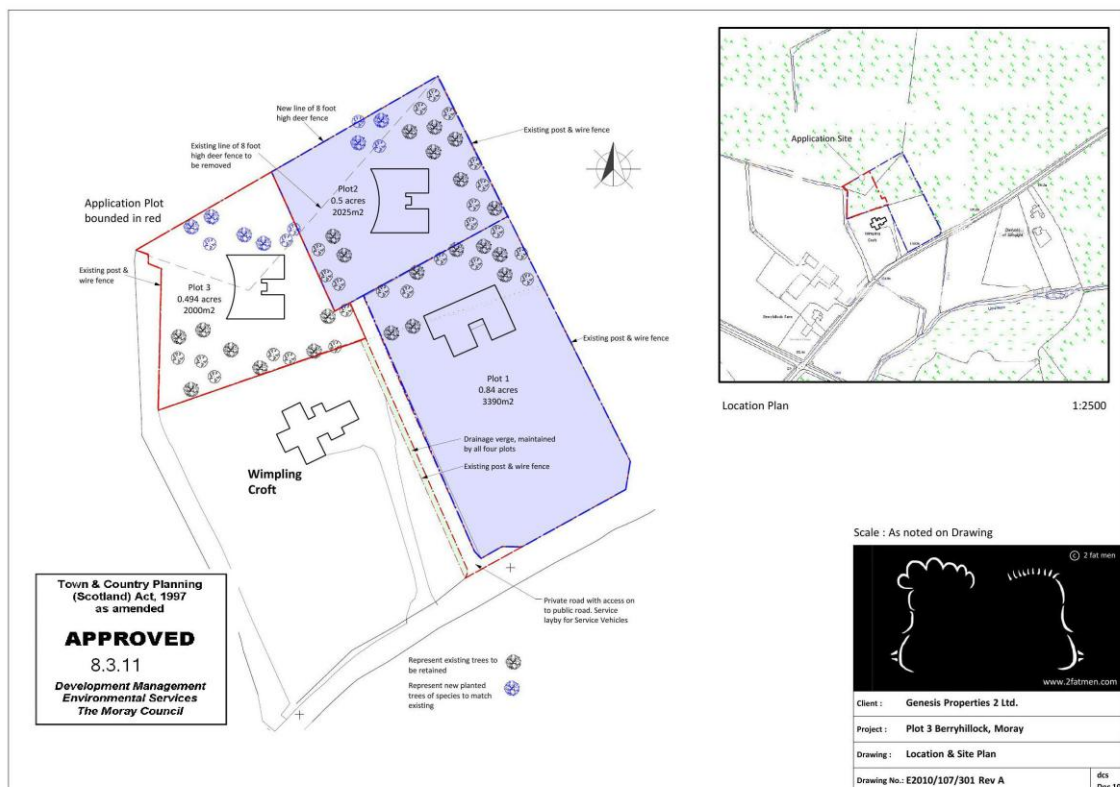 New line of 8 foot
high deer fence
Existing line of 8 foot
high deer fence to
be removed
Existing post & wire fence
Application Plot
bounded in red
Plot2
0.5 acres
2025m2
Existing post &
wire fence
Plot 3
0.494 acres
2000m2
Existing post & wire fence
Plot 1
0.84 acres
3390m2
Drainage verge, maintained
by all four plots
Existing post & wire fence
Wimpling
Croft
Private road with access on
to public road. Service
layby for Service Vehicles
Represent existing trees to
be retained
Represent new planted
trees of species to match
existing
Town & Country Planning
(Scotland) Act, 1997
as amended
APPROVED
8.3.11
Development Management
Environmental Services
The Moray Council
Application Site
Wimpling
Croft
Berryhillock Farm
Location Plan 1:2500
Scale : As noted on Drawing
© 2 fat men
www.2fatmen.com
Client : Genesis Properties 2 Ltd.
Project : Plot 3 Berryhillock, Moray
Drawing : Location & Site Plan
Drawing No.: E2010/107/301 Rev A
dcs